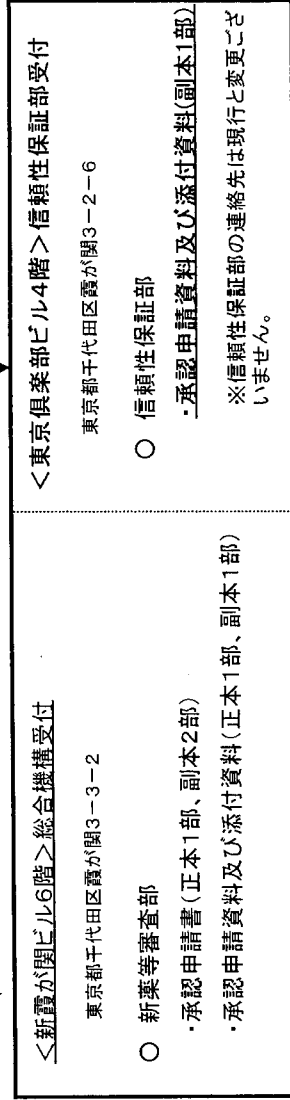 ＜新霞が関ビル6階＞総合機構受付
東京都千代田区霞が関3－3－2
○ 新薬等審査部
・承認申請書(正本1部、副本2部)
・承認申請資料及び添付資料(正本1部、副本1部)
＜東京倶楽部ビル4階＞信頼性保証部受付
東京都千代田区霞が関3－2－6
○ 信頼性保証部
・承認申請資料及び添付資料(副本1部)
※信頼性保証部の連絡先は現行と変更ござ
いません。